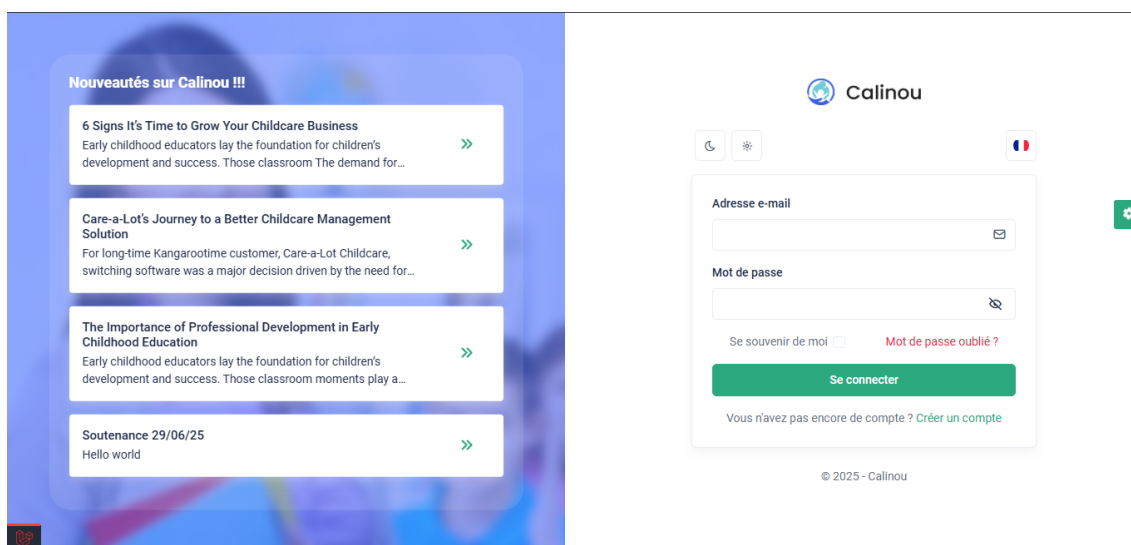 Nouveautés sur Calinou !!!
6 Signs It's Time to Grow Your Childcare Business
Early childhood educators lay the foundation for children's
development and success. Those classroom The demand for...
Care-a-Lot's Journey to a Better Childcare Management
Solution
For long-time Kangarootime customer, Care-a-Lot Childcare,
switching software was a major decision driven by the need for...
The Importance of Professional Development in Early
Childhood Education
Early childhood educators lay the foundation for children's
development and success. Those classroom moments play a...
Soutenance 29/06/25
Hello world
Calinou
Adresse e-mail
Mot de passe
Se souvenir de moi
Mot de passe oublié ?
Se connecter
Vous n'avez pas encore de compte ? Créer un compte
© 2025 - Calinou